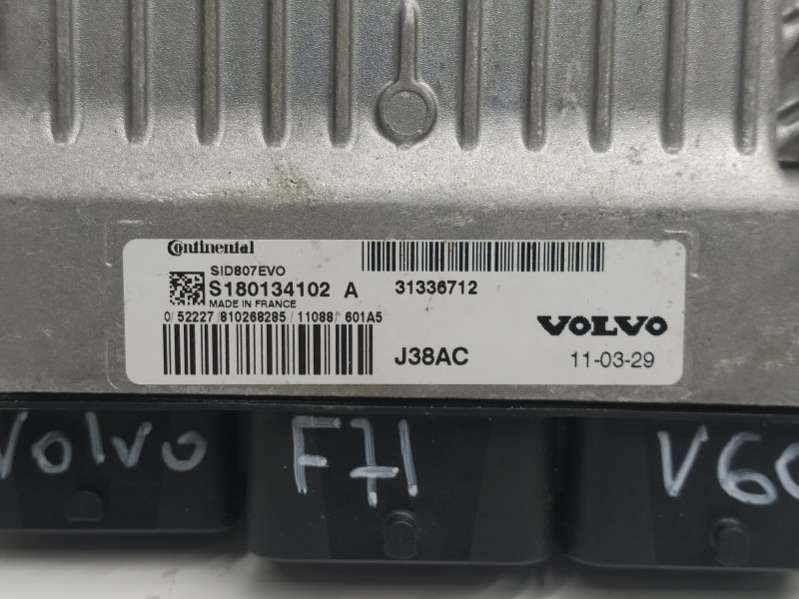 Continental
SID807EVO
S180134102 A
MADE IN FRANCE
31336712
0/52227/810268285/11088/601A5
VOLVO
J38AC
11-03-29
Volvo F71 V60